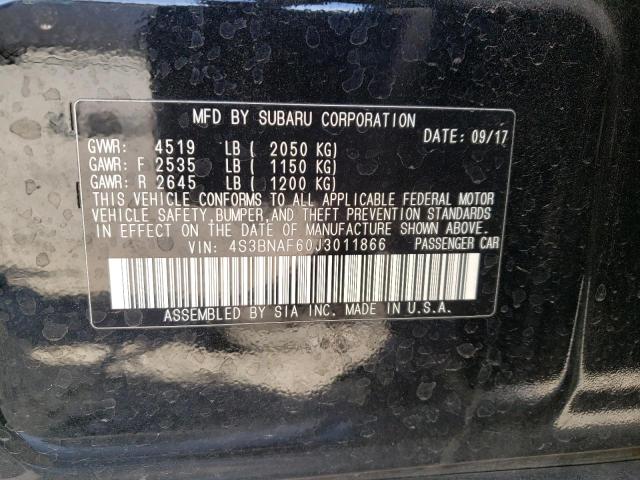 MFD BY SUBARU CORPORATION
DATE: 09/17
GVWR: 4519 LB ( 2050 KG)
GAWR: F 2535 LB ( 1150 KG)
GAWR: R 2645 LB ( 1200 KG)
THIS VEHICLE CONFORMS TO ALL APPLICABLE FEDERAL MOTOR
VEHICLE SAFETY,BUMPER,AND THEFT PREVENTION STANDARDS
IN EFFECT ON THE DATE OF MANUFACTURE SHOWN ABOVE.
VIN: 4S3BNAF60J3011866 PASSENGER CAR
ASSEMBLED BY SIA INC. MADE IN U.S.A.